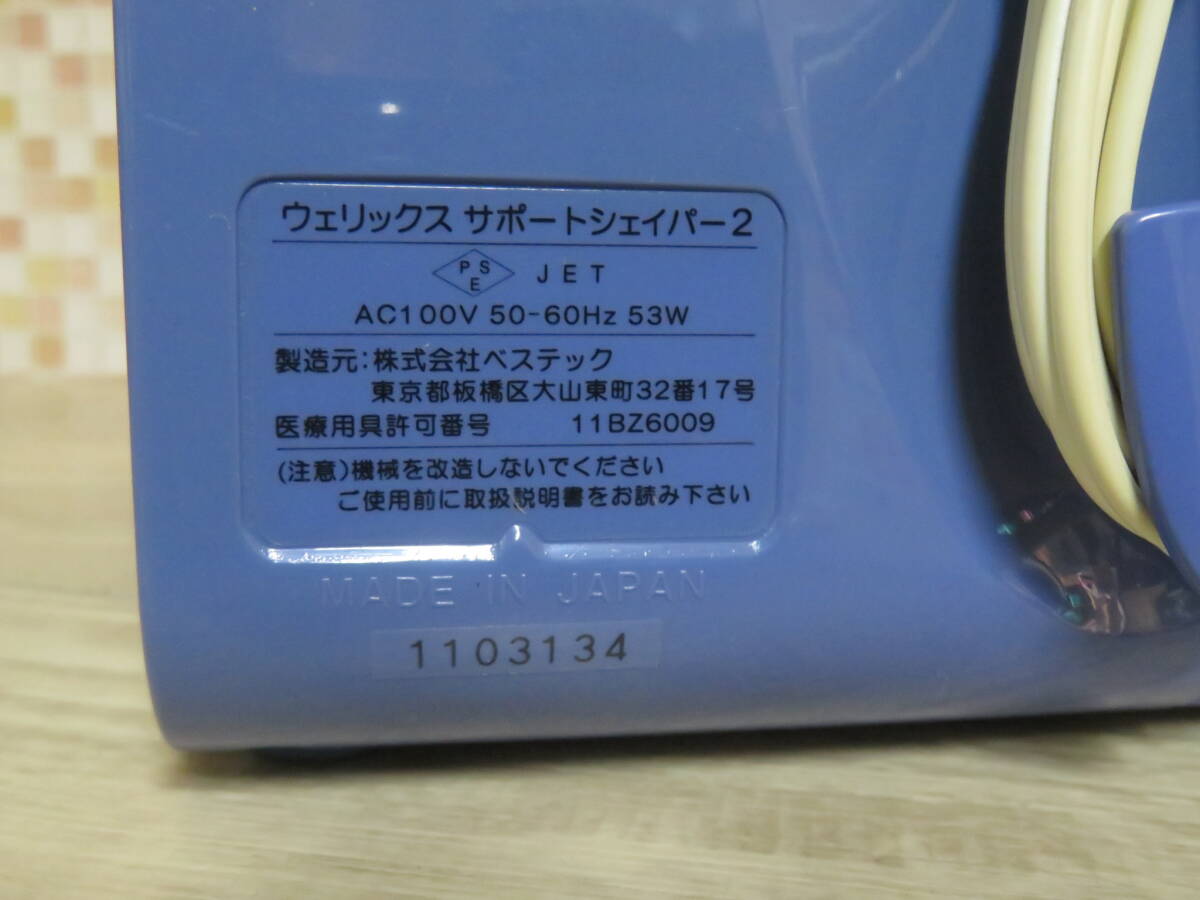 ウェリックス サポートシェイパー2
PSE JET
AC100V 50-60Hz 53W
製造元:株式会社ベステック
東京都板橋区大山東町32番17号
医療用具許可番号 11BZ6009
(注意)機械を改造しないでください
ご使用前に取扱説明書をお読み下さい
MADE IN JAPAN
1103134